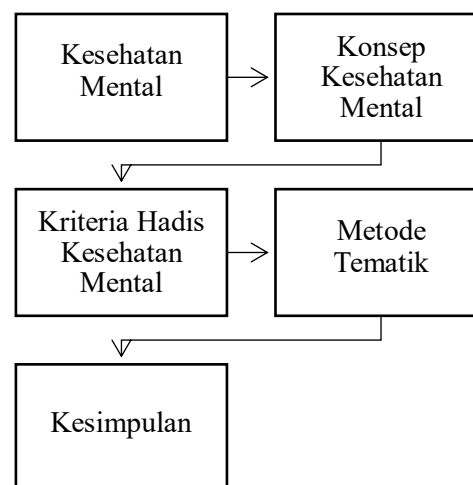 Kesehatan
Mental
Konsep
Kesehatan
Mental
Kriteria Hadis
Kesehatan
Mental
Metode
Tematik
Kesimpulan